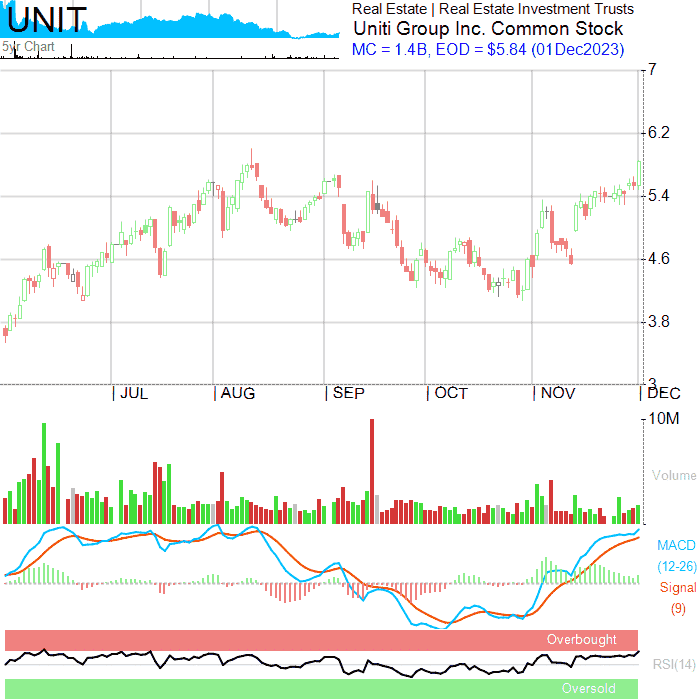 UNIT
5yr Chart
Real Estate | Real Estate Investment Trusts
Uniti Group Inc. Common Stock
MC = 1.4B, EOD = $5.84 (01Dec2023)
7
6.2
5.4
4.6
3.8
3
| JUL | AUG | SEP | OCT | NOV | DEC
10M
Volume
MACD
(12-26)
Signal
(9)
Overbought
RSI(14)
Oversold